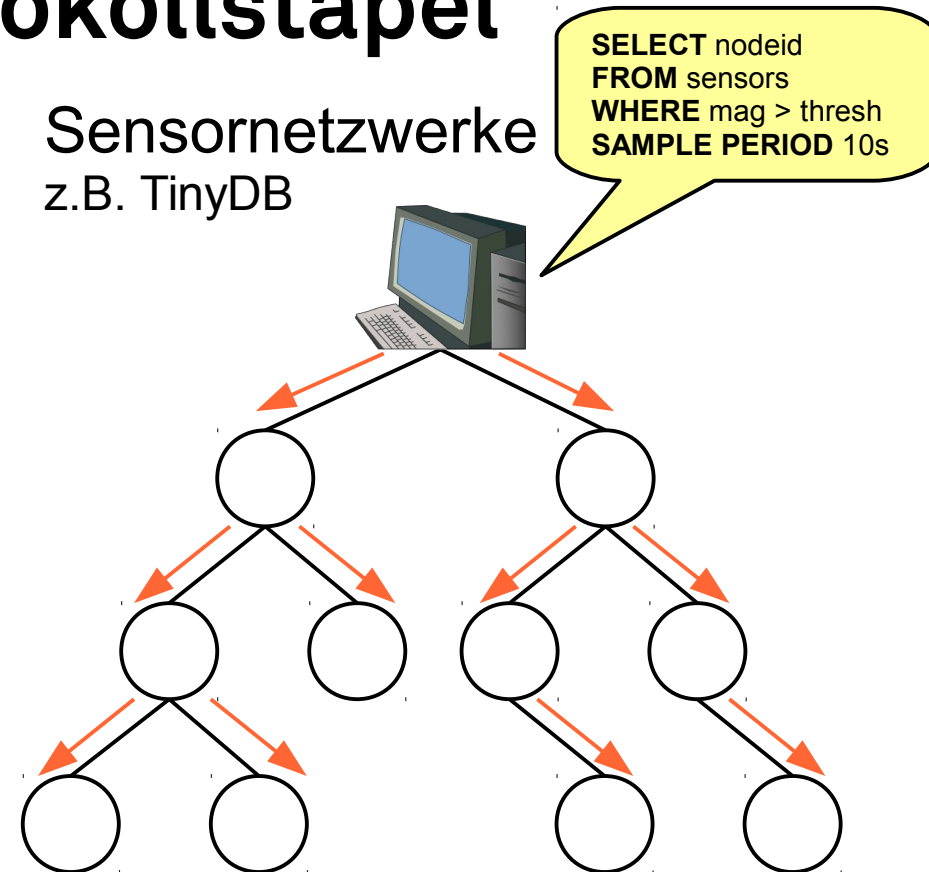 okollstapel
Sensornetzwerke
z.B. TinyDB
SELECT nodeid
FROM sensors
WHERE mag > thresh
SAMPLE PERIOD 10s